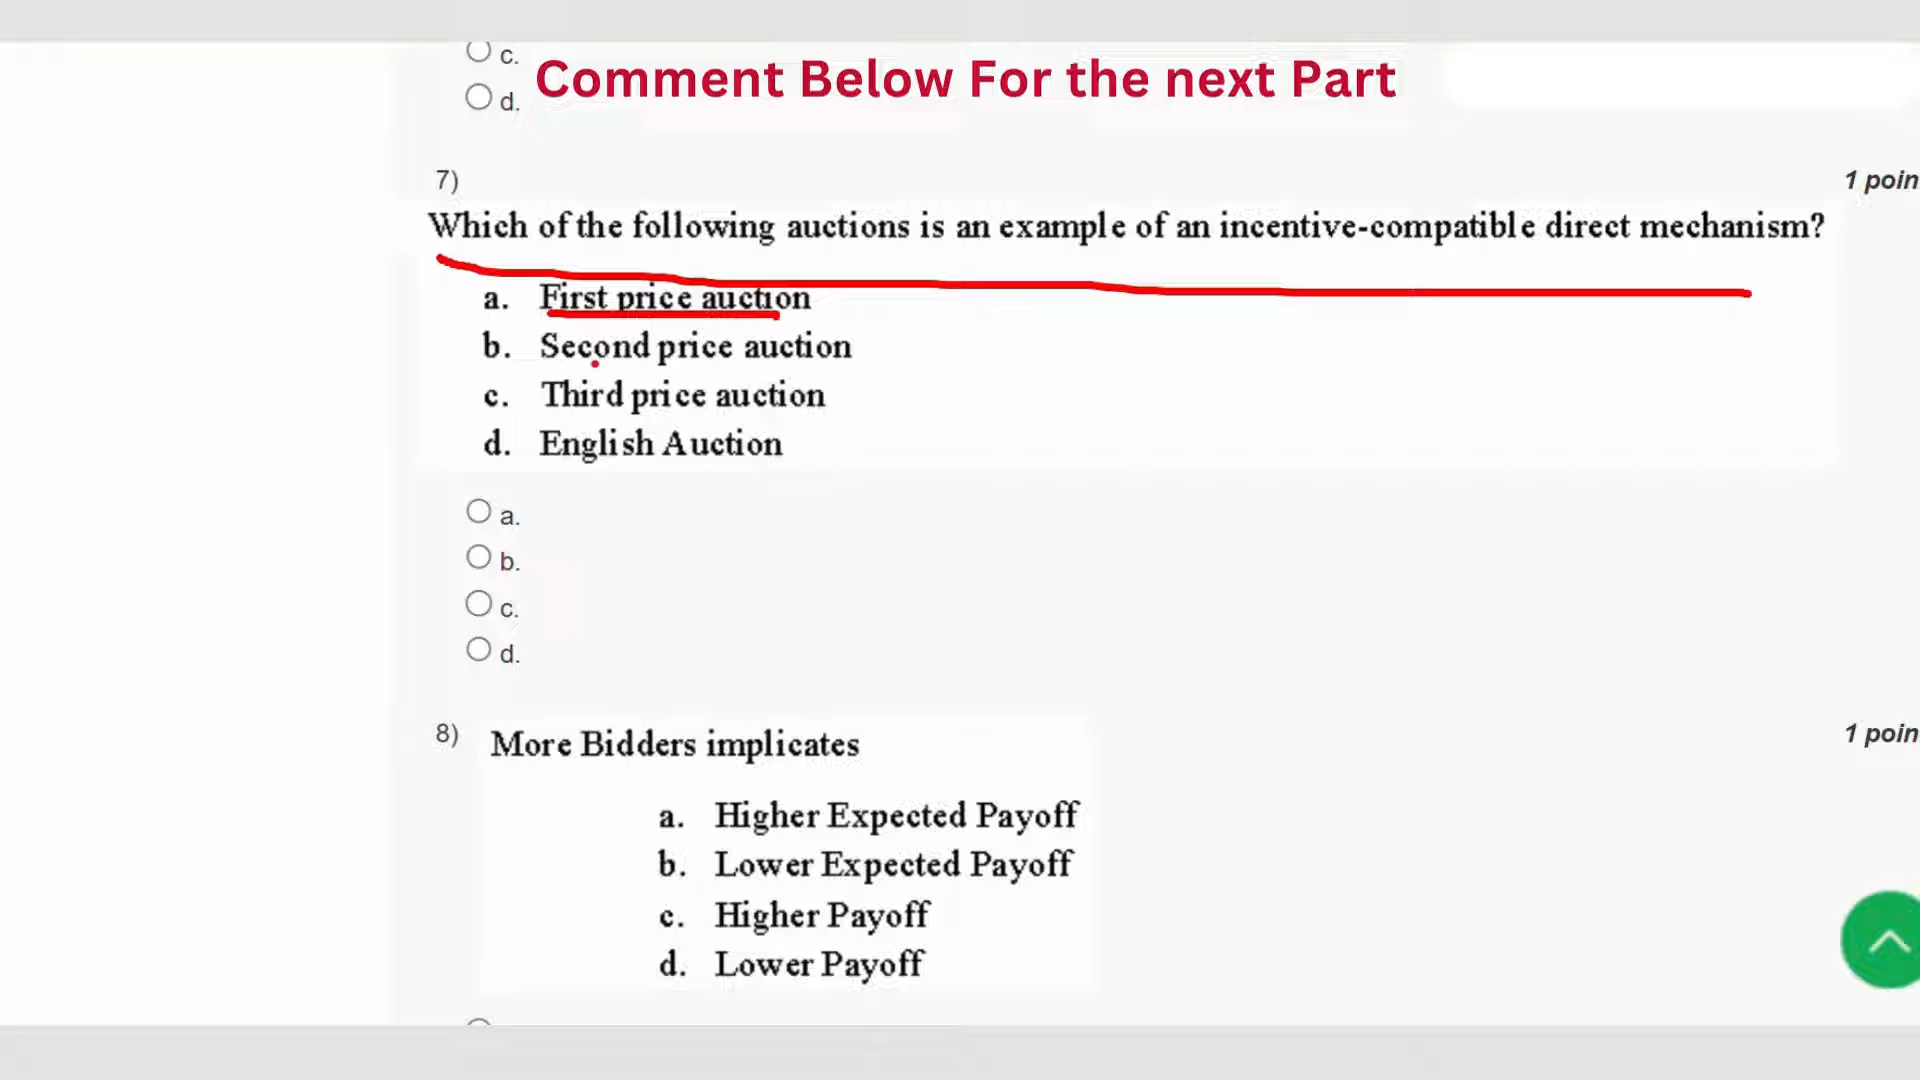 c.
d.
Comment Below For the next Part
7)
1 poin
Which of the following auctions is an example of an incentive-compatible direct mechanism?
a. First price auction
b. Second price auction
c. Third price auction
d. English Auction
a.
b.
c.
d.
8)
More Bidders implicates
1 poin
a. Higher Expected Payoff
b. Lower Expected Payoff
c. Higher Payoff
d. Lower Payoff